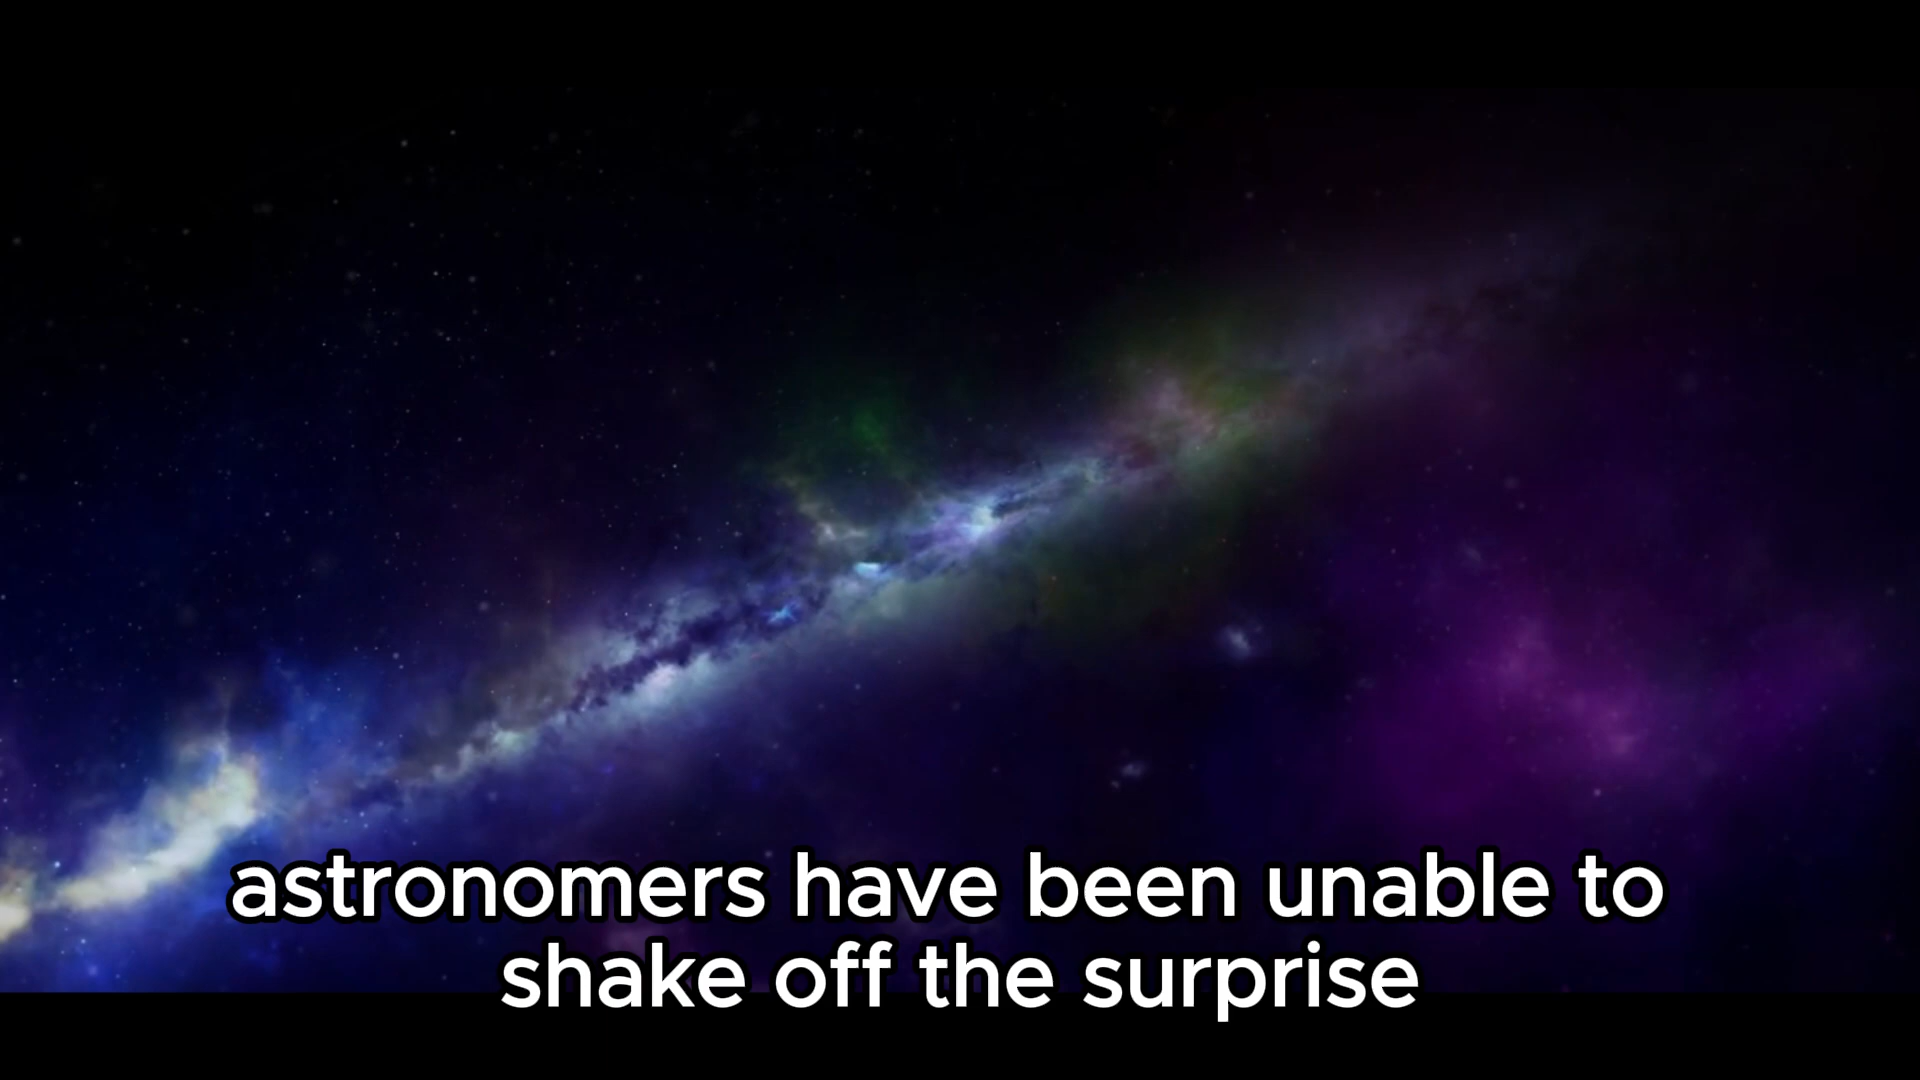 astronomers have been unable to
shake off the surprise